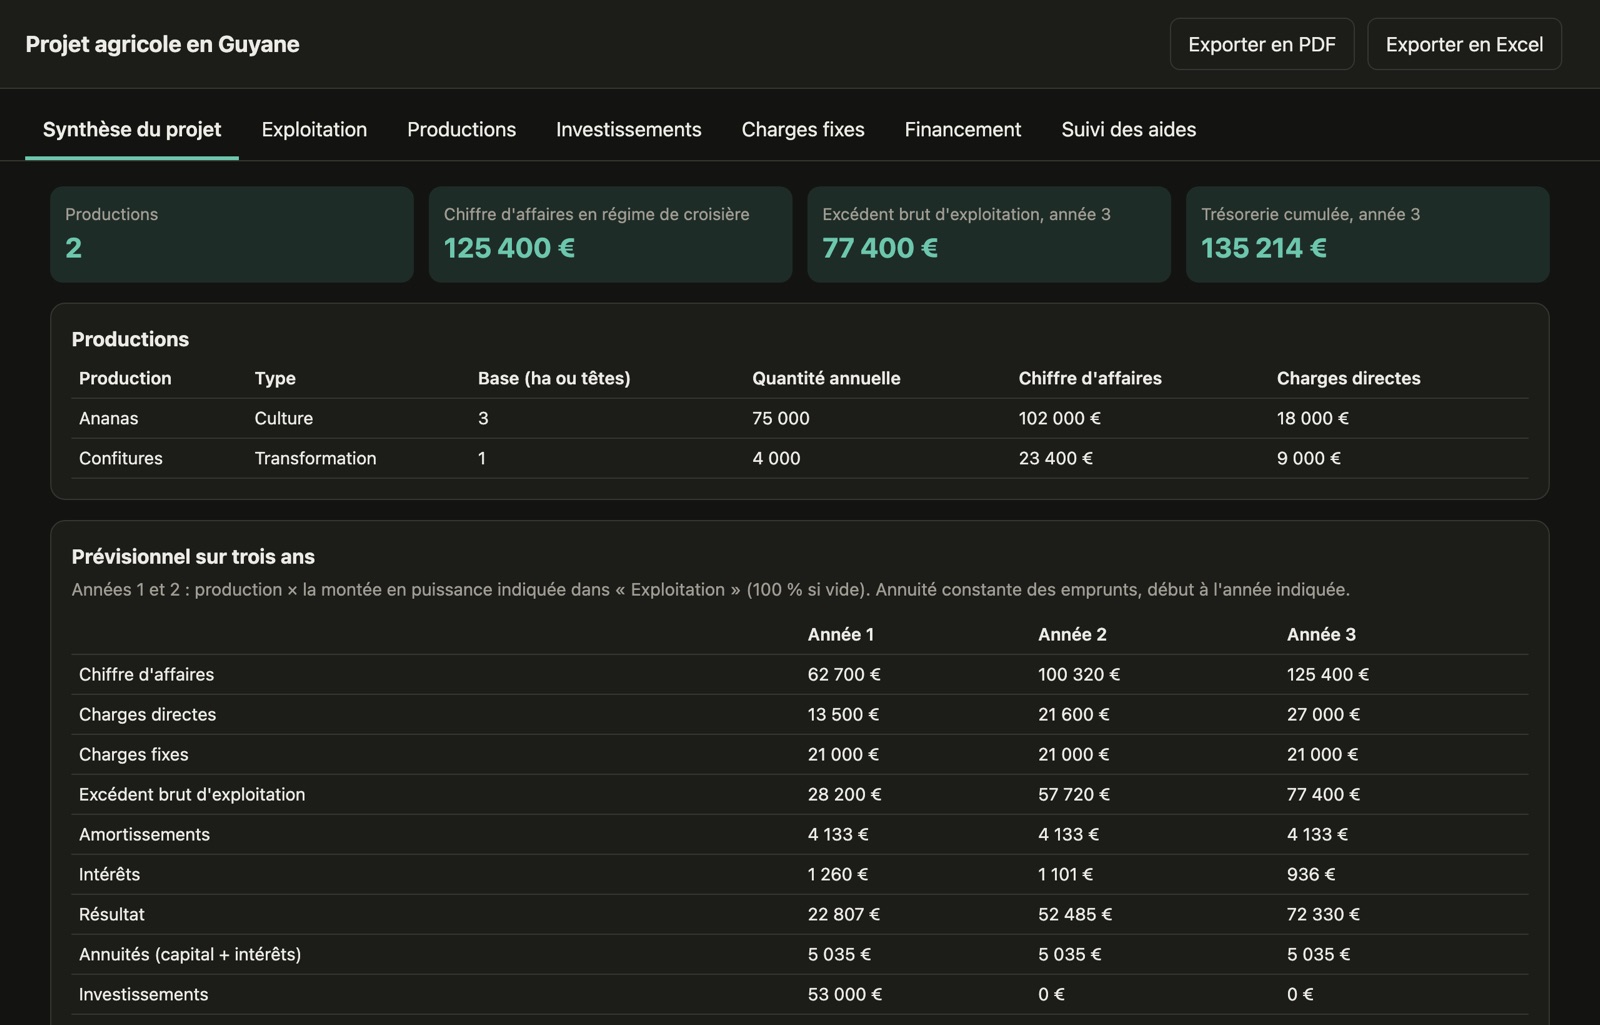 Projet agricole en Guyane
Exporter en PDF
Exporter en Excel
Synthèse du projet
Exploitation
Productions
Investissements
Charges fixes
Financement
Suivi des aides
Productions
2
Chiffre d'affaires en régime de croisière
125 400 €
Excédent brut d'exploitation, année 3
77 400 €
Trésorerie cumulée, année 3
135 214 €
Productions
Production Type Base (ha ou têtes) Quantité annuelle Chiffre d'affaires Charges directes
Ananas Culture 3 75 000 102 000 € 18 000 €
Confitures Transformation 1 4 000 23 400 € 9 000 €
Prévisionnel sur trois ans
Années 1 et 2 : production × la montée en puissance indiquée dans « Exploitation » (100 % si vide). Annuité constante des emprunts, début à l'année indiquée.
Année 1 Année 2 Année 3
Chiffre d'affaires 62 700 € 100 320 € 125 400 €
Charges directes 13 500 € 21 600 € 27 000 €
Charges fixes 21 000 € 21 000 € 21 000 €
Excédent brut d'exploitation 28 200 € 57 720 € 77 400 €
Amortissements 4 133 € 4 133 € 4 133 €
Intérêts 1 260 € 1 101 € 936 €
Résultat 22 807 € 52 485 € 72 330 €
Annuités (capital + intérêts) 5 035 € 5 035 € 5 035 €
Investissements 53 000 € 0 € 0 €